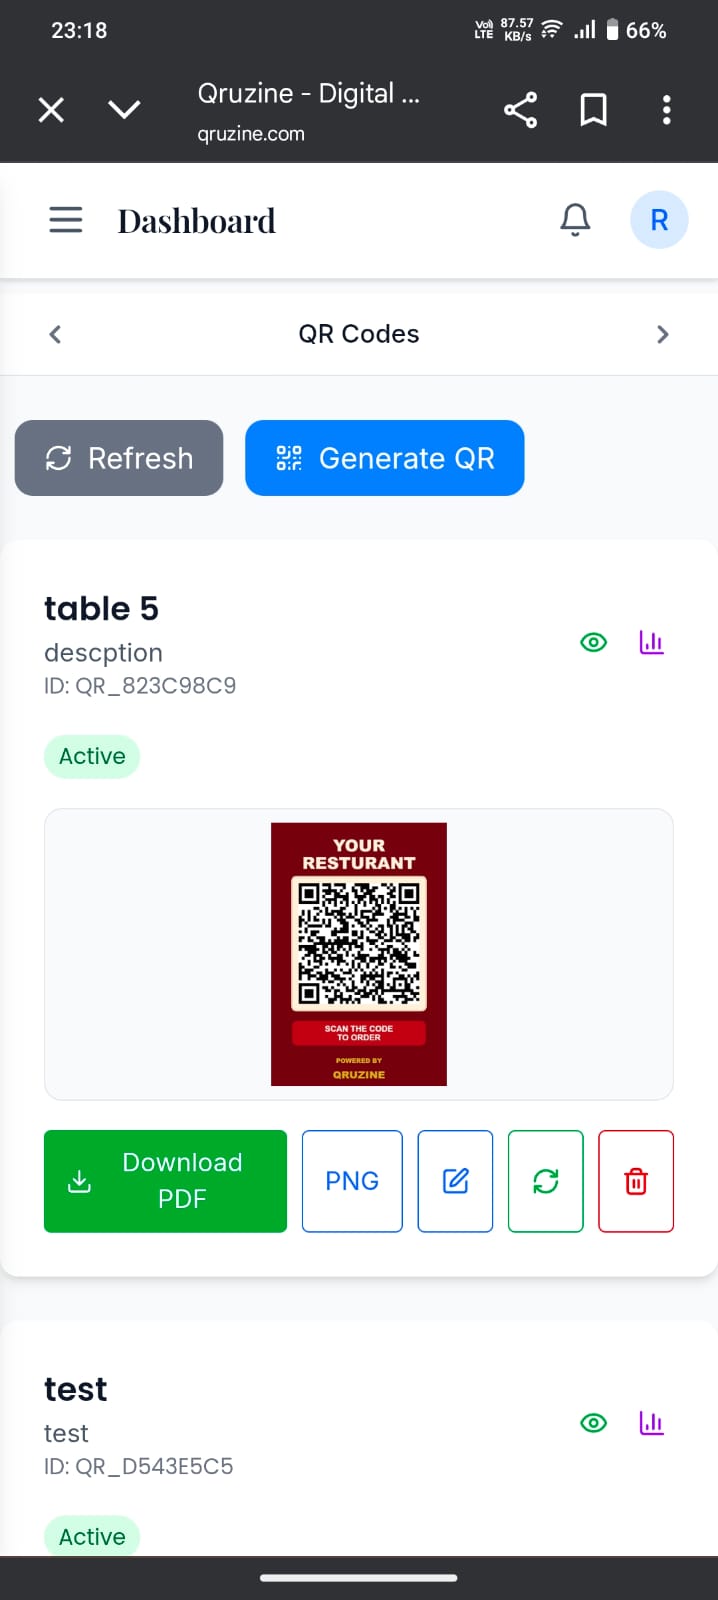 23:18
Vo) LTE 87.57 KB/s 66%
Qruzine - Digital ...
qruzine.com
Dashboard
R
QR Codes
Refresh
Generate QR
table 5
descption
ID: QR_823C98C9
Active
YOUR
RESTURANT
SCAN THE CODE
TO ORDER
POWERED BY
QRUZINE
Download
PDF
PNG
test
test
ID: QR_D543E5C5
Active